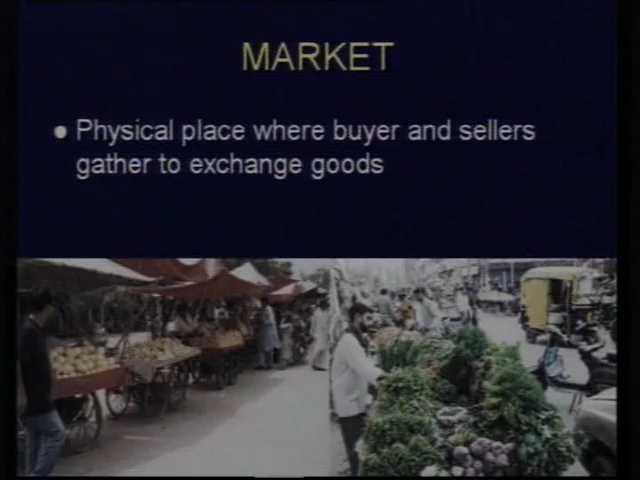 MARKET
● Physical place where buyer and sellers
gather to exchange goods